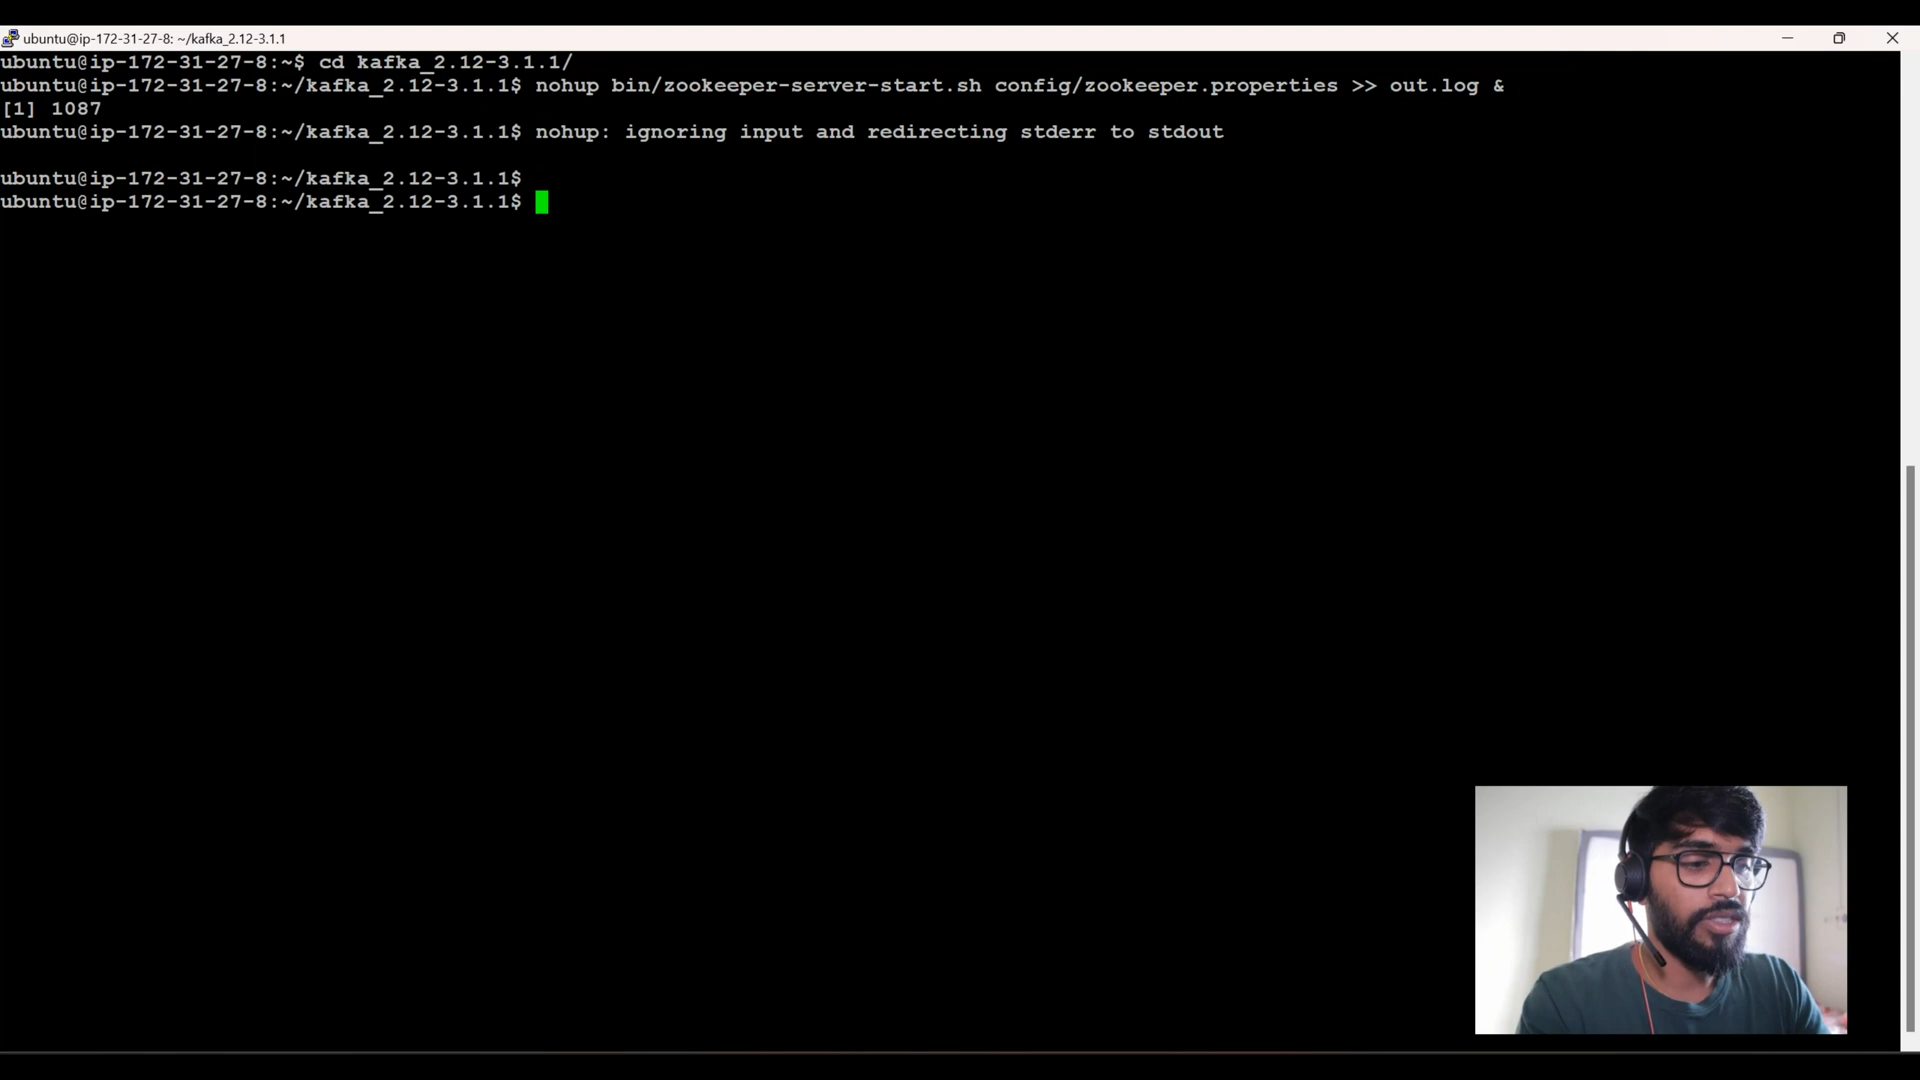 ubuntu@ip-172-31-27-8: ~/kafka_2.12-3.1.1
ubuntu@ip-172-31-27-8:~$ cd kafka_2.12-3.1.1/
ubuntu@ip-172-31-27-8:~/kafka_2.12-3.1.1$ nohup bin/zookeeper-server-start.sh config/zookeeper.properties >> out.log &
[1] 1087
ubuntu@ip-172-31-27-8:~/kafka_2.12-3.1.1$ nohup: ignoring input and redirecting stderr to stdout
ubuntu@ip-172-31-27-8:~/kafka_2.12-3.1.1$
ubuntu@ip-172-31-27-8:~/kafka_2.12-3.1.1$